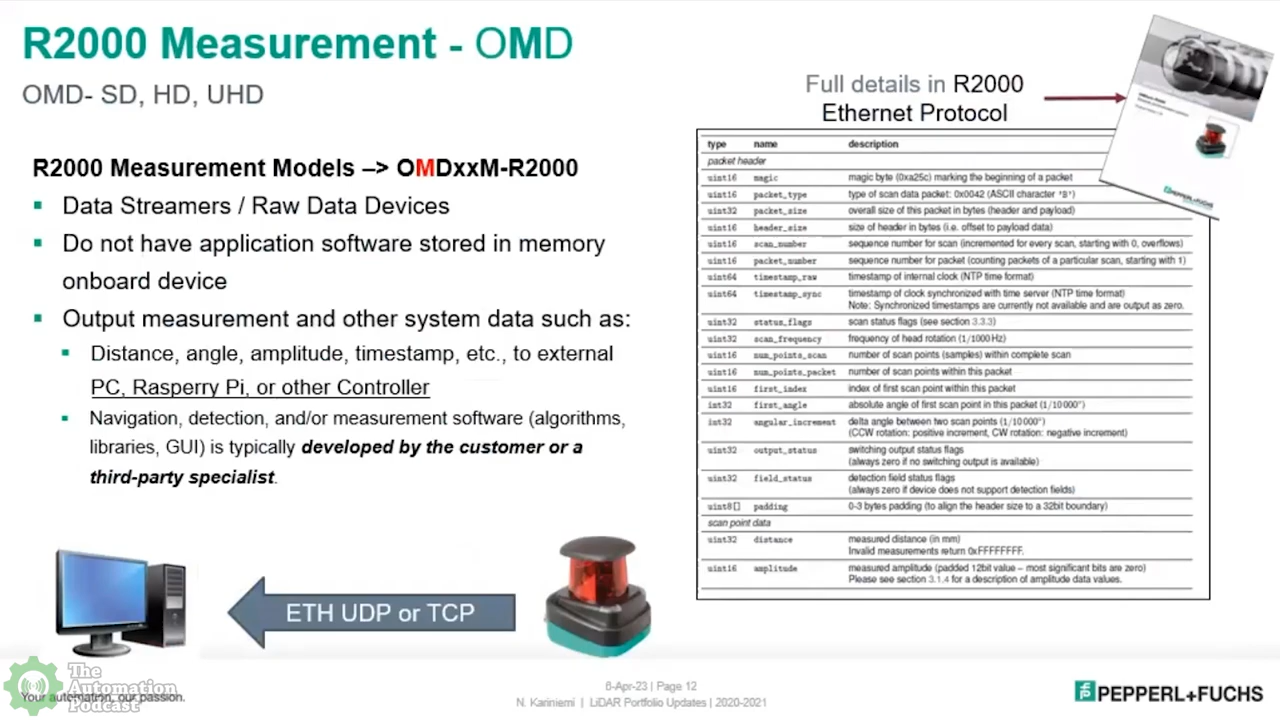 R2000 Measurement - OMD
OMD- SD, HD, UHD
Full details in R2000
Ethernet Protocol
R2000 Measurement Models –> OMDxxM-R2000
Data Streamers / Raw Data Devices
Do not have application software stored in memory
onboard device
Output measurement and other system data such as:
Distance, angle, amplitude, timestamp, etc., to external
PC, Rasperry Pi, or other Controller
Navigation, detection, and/or measurement software (algorithms,
libraries, GUI) is typically developed by the customer or a
third-party specialist.
type name description
packet header
uint16 magic magic byte (0xa25c) marking the beginning of a packet
uint16 packet_type type of scan data packet: 0x0042 (ASCII character 'B')
uint32 packet_size overall size of this packet in bytes (header and payload)
uint16 header_size size of header in bytes (i.e. offset to payload data)
uint16 scan_number sequence number for scan (incremented for every scan, starting with 0, overflows)
uint16 packet_number sequence number for packet (counting packets of a particular scan, starting with 1)
uint64 timestamp_raw timestamp of internal clock (NTP time format)
uint64 timestamp_sync timestamp of clock synchronized with time server (NTP time format)
Note: Synchronized timestamps are currently not available and are output as zero.
uint32 status_flags scan status flags (see section 3.3.3)
uint32 scan_frequency frequency of head rotation (1/1000 Hz)
uint16 num_points_scan number of scan points (samples) within complete scan
uint16 num_points_packet number of scan points within this packet
uint16 first_index index of first scan point within this packet
int32 first_angle absolute angle of first scan point in this packet (1/10 000°)
int32 angular_increment delta angle between two scan points (1/10 000°)
(CCW rotation: positive increment, CW rotation: negative increment)
uint32 output_status switching output status flags
(always zero if no switching output is available)
uint32 field_status detection field status flags
(always zero if device does not support detection fields)
uint8[] padding 0-3 bytes padding (to align the header size to a 32bit boundary)
scan point data
uint32 distance measured distance (in mm)
Invalid measurements return 0xFFFFFFFF.
uint16 amplitude measured amplitude (padded 12bit value – most significant bits are zero)
Please see section 3.1.4 for a description of amplitude data values.
PEPPERL+FUCHS
ETH UDP or TCP
The
Automation
Podcast
Your automation, our passion.
6-Apr-23 | Page 12
N. Kariniemi | LiDAR Portfolio Updates | 2020-2021
PEPPERL+FUCHS